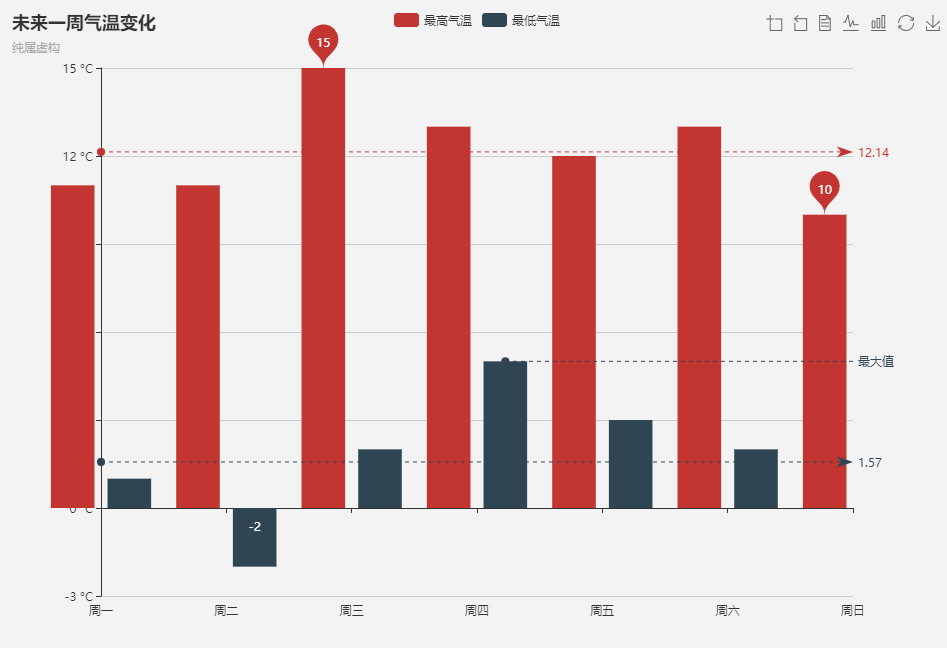 未来一周气温变化
纯属虚构
最高气温
最低气温
15 °C
12 °C
0 °C
-3 °C
15
12.14
10
最大值
1.57
-2
周一
周二
周三
周四
周五
周六
周日